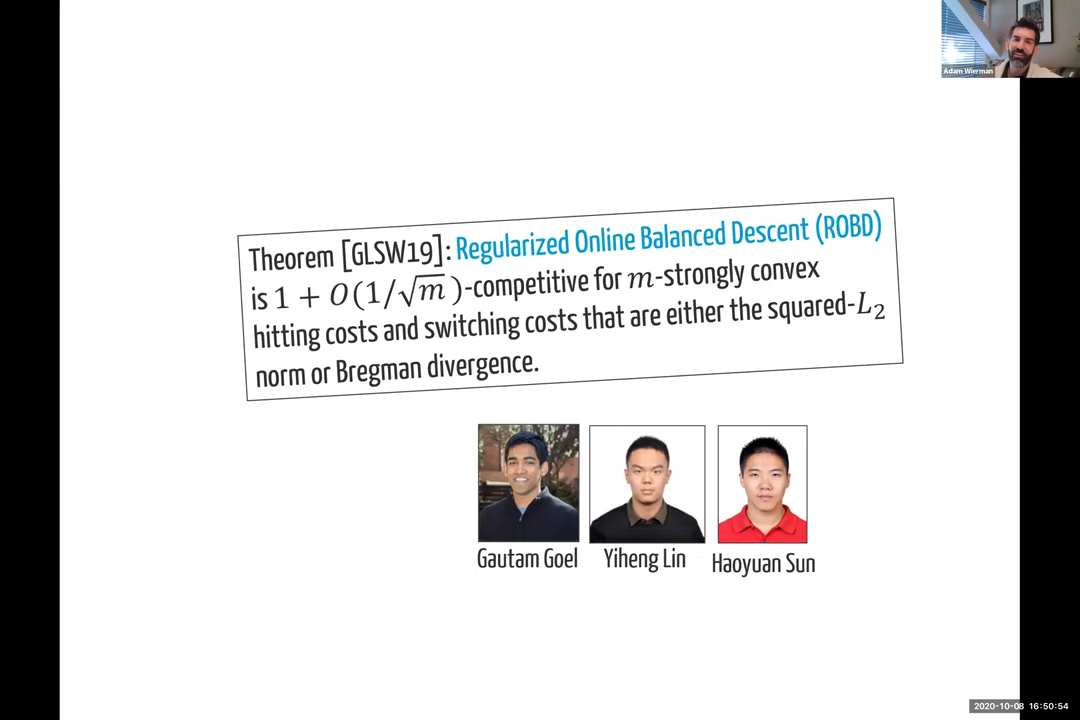 Adam Wierman
Theorem [GLSW19]: Regularized Online Balanced Descent (ROBD)
is 1 + O(1/√m)-competitive for m-strongly convex
hitting costs and switching costs that are either the squared-L₂
norm or Bregman divergence.
Gautam Goel Yiheng Lin Haoyuan Sun
2020-10-08 16:50:54